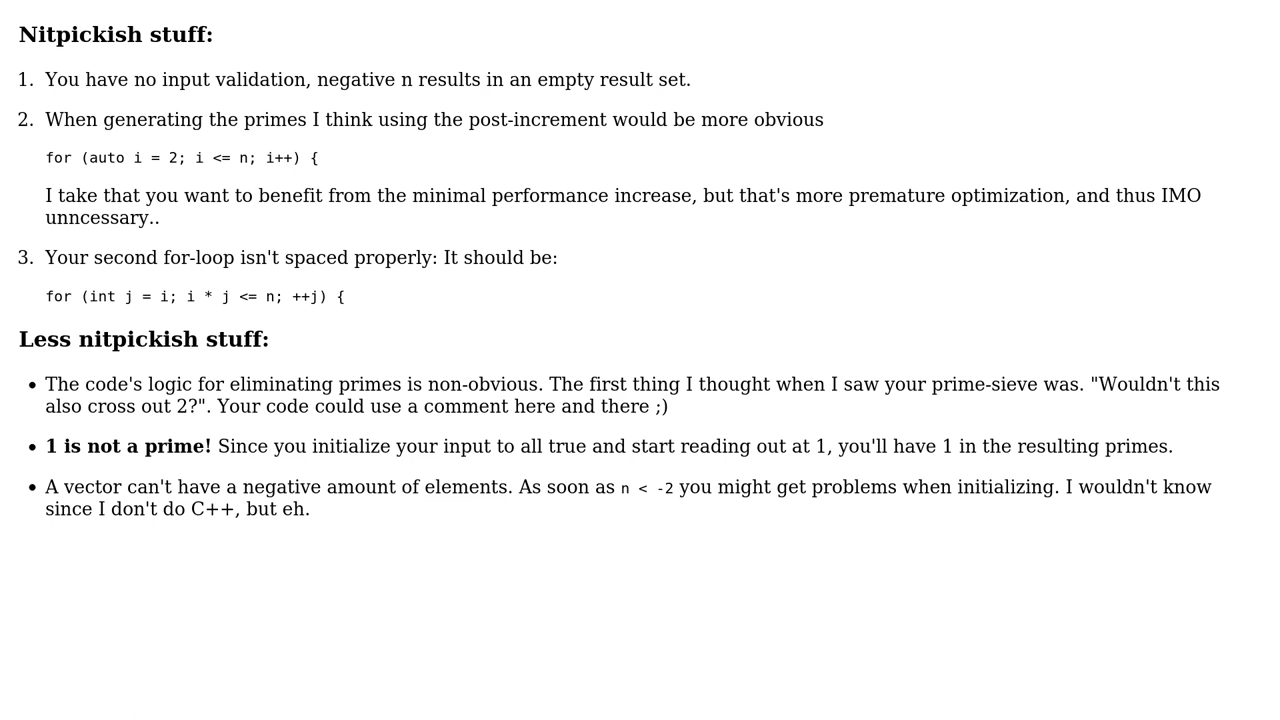 Nitpickish stuff:
1. You have no input validation, negative n results in an empty result set.
2. When generating the primes I think using the post-increment would be more obvious
for (auto i = 2; i <= n; i++) {
I take that you want to benefit from the minimal performance increase, but that's more premature optimization, and thus IMO
unncessary..
3. Your second for-loop isn't spaced properly: It should be:
for (int j = i; i * j <= n; ++j) {
Less nitpickish stuff:
• The code's logic for eliminating primes is non-obvious. The first thing I thought when I saw your prime-sieve was. "Wouldn't this
also cross out 2?". Your code could use a comment here and there ;)
• 1 is not a prime! Since you initialize your input to all true and start reading out at 1, you'll have 1 in the resulting primes.
• A vector can't have a negative amount of elements. As soon as n < -2 you might get problems when initializing. I wouldn't know
since I don't do C++, but eh.